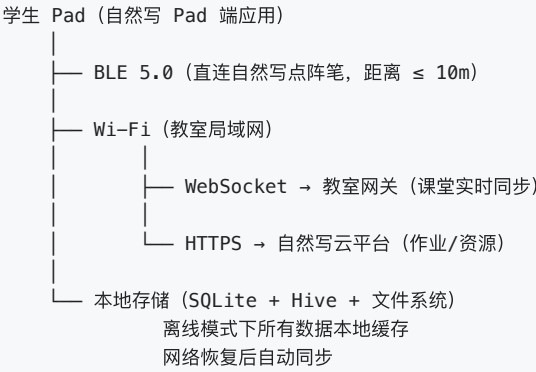 学生 Pad（自然写 Pad 端应用）
BLE 5.0（直连自然写点阵笔，距离 ≤ 10m）
Wi-Fi（教室局域网）
WebSocket → 教室网关（课堂实时同步）
HTTPS → 自然写云平台（作业/资源）
本地存储（SQLite + Hive + 文件系统）
离线模式下所有数据本地缓存
网络恢复后自动同步